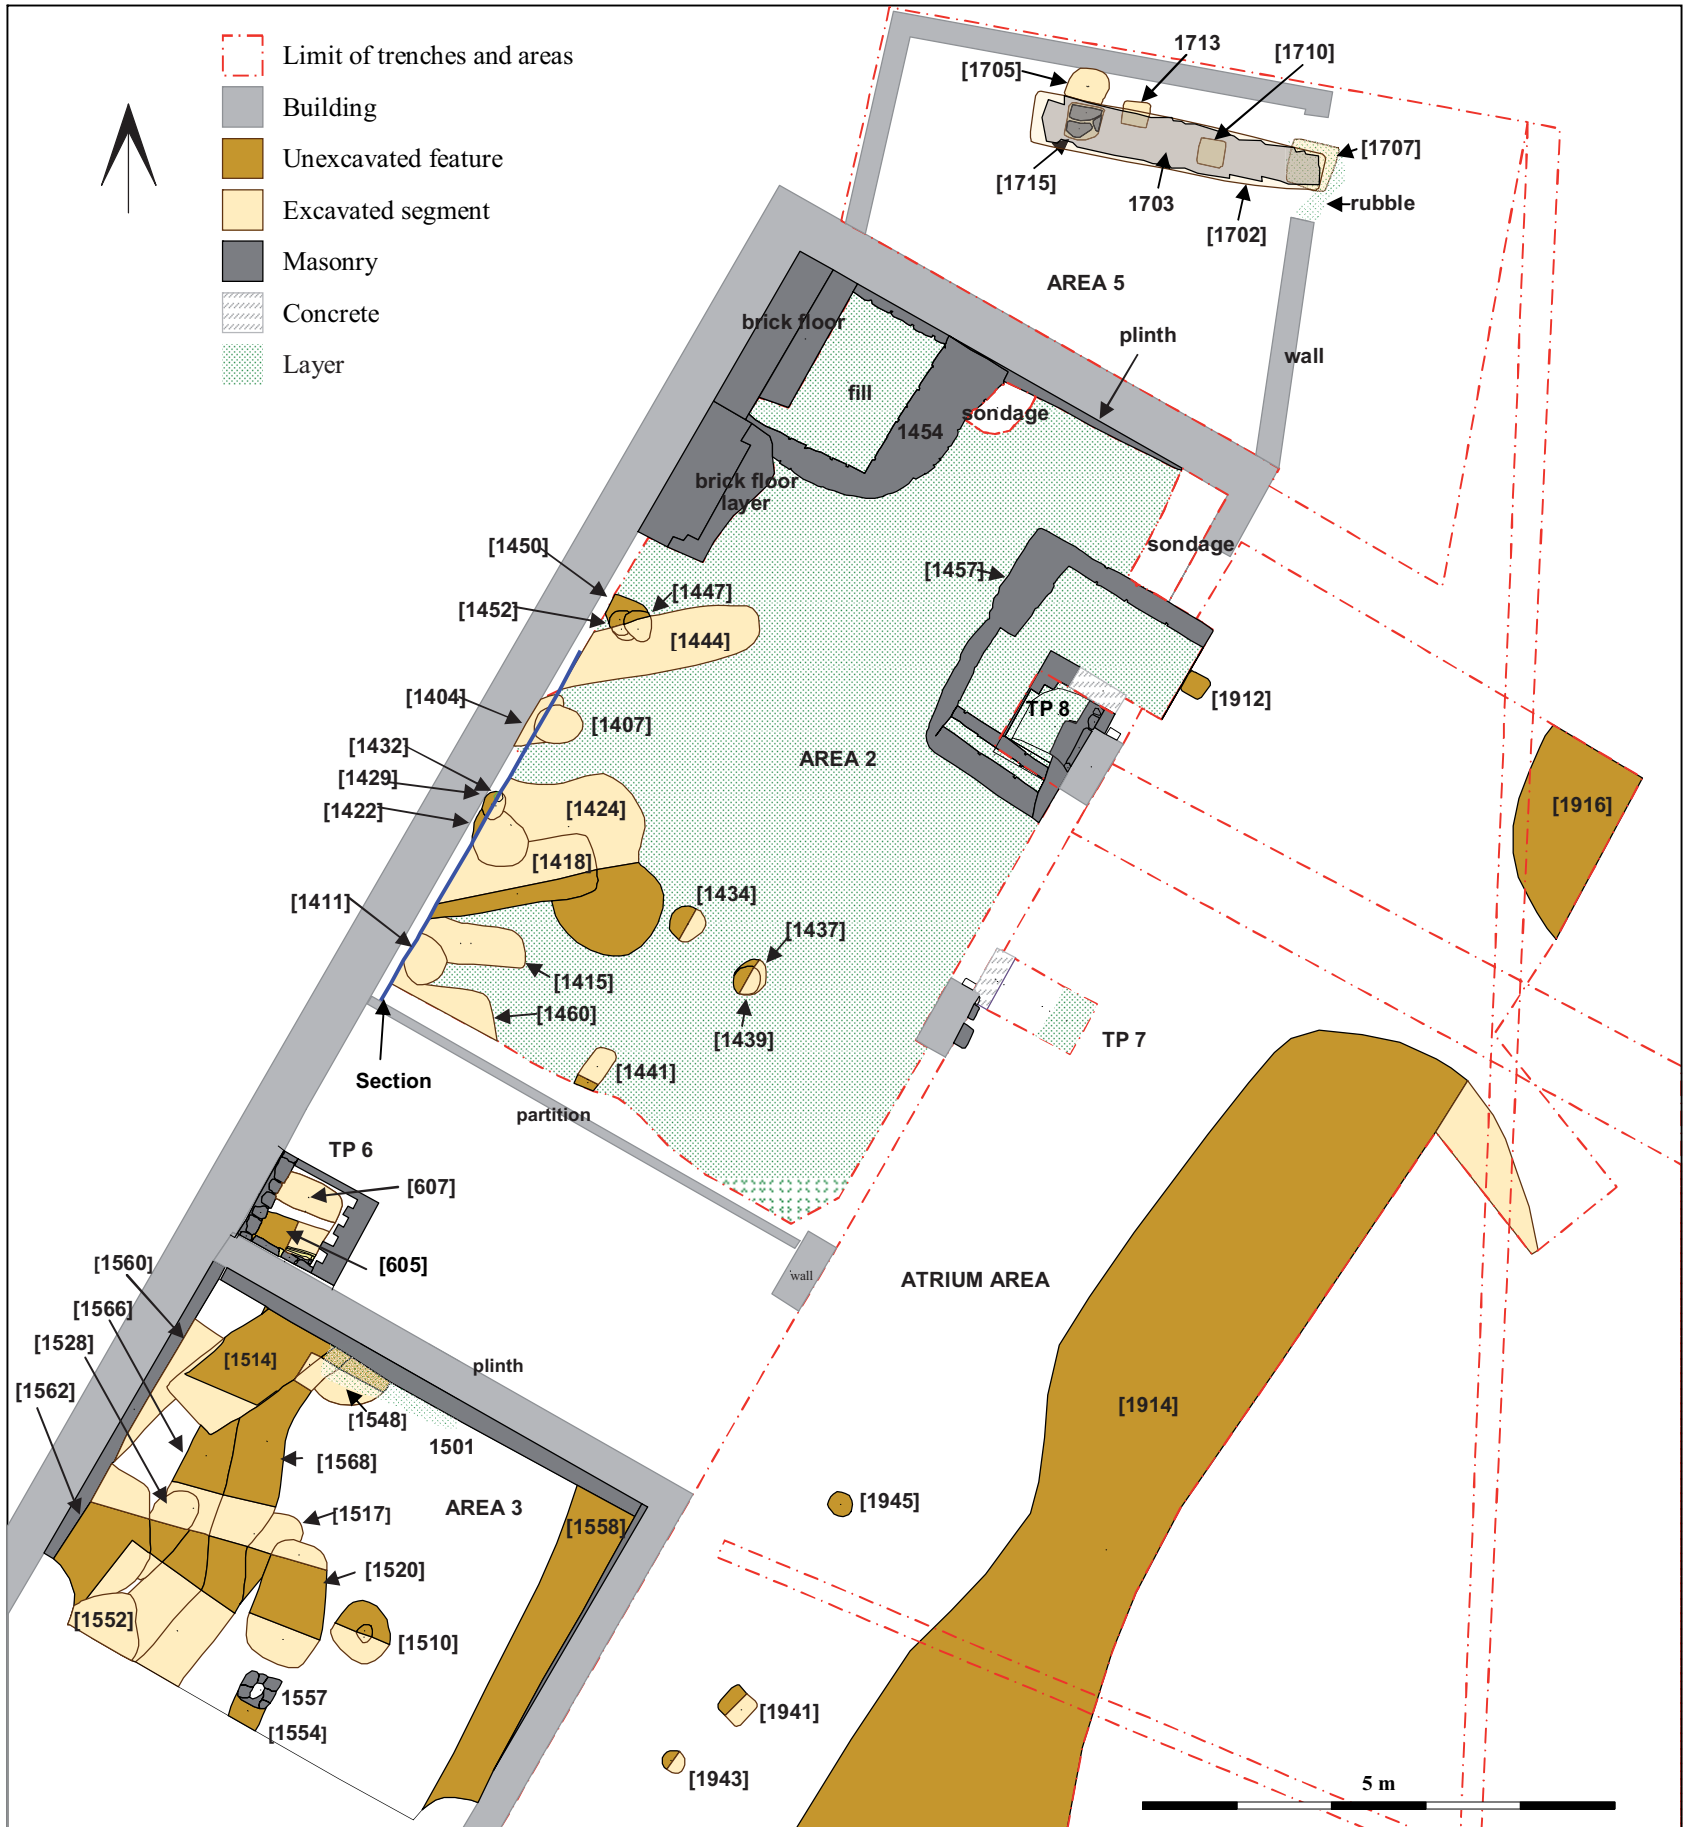 Limit of trenches and areas
Building
Unexcavated feature
Excavated segment
Masonry
Concrete
Layer
1713
[1710]
[1705]
[1707]
[1715]
1703
rubble
[1702]
AREA 5
brick floor
plinth
wall
fill
sondage
1454
brick floor
layer
[1450]
sondage
[1457]
[1447]
[1452]
[1444]
[1404]
[1407]
[1912]
TP 8
[1432]
AREA 2
[1429]
[1422]
[1424]
[1916]
[1418]
[1411]
[1434]
[1437]
[1415]
[1460]
[1439]
TP 7
[1441]
Section
partition
TP 6
[607]
[605]
[1560]
wall
ATRIUM AREA
[1566]
[1528]
[1514]
plinth
[1562]
[1548]
1501
[1914]
[1568]
AREA 3
[1945]
[1517]
[1558]
[1520]
[1552]
[1510]
1557
[1941]
[1554]
[1943]
5 m